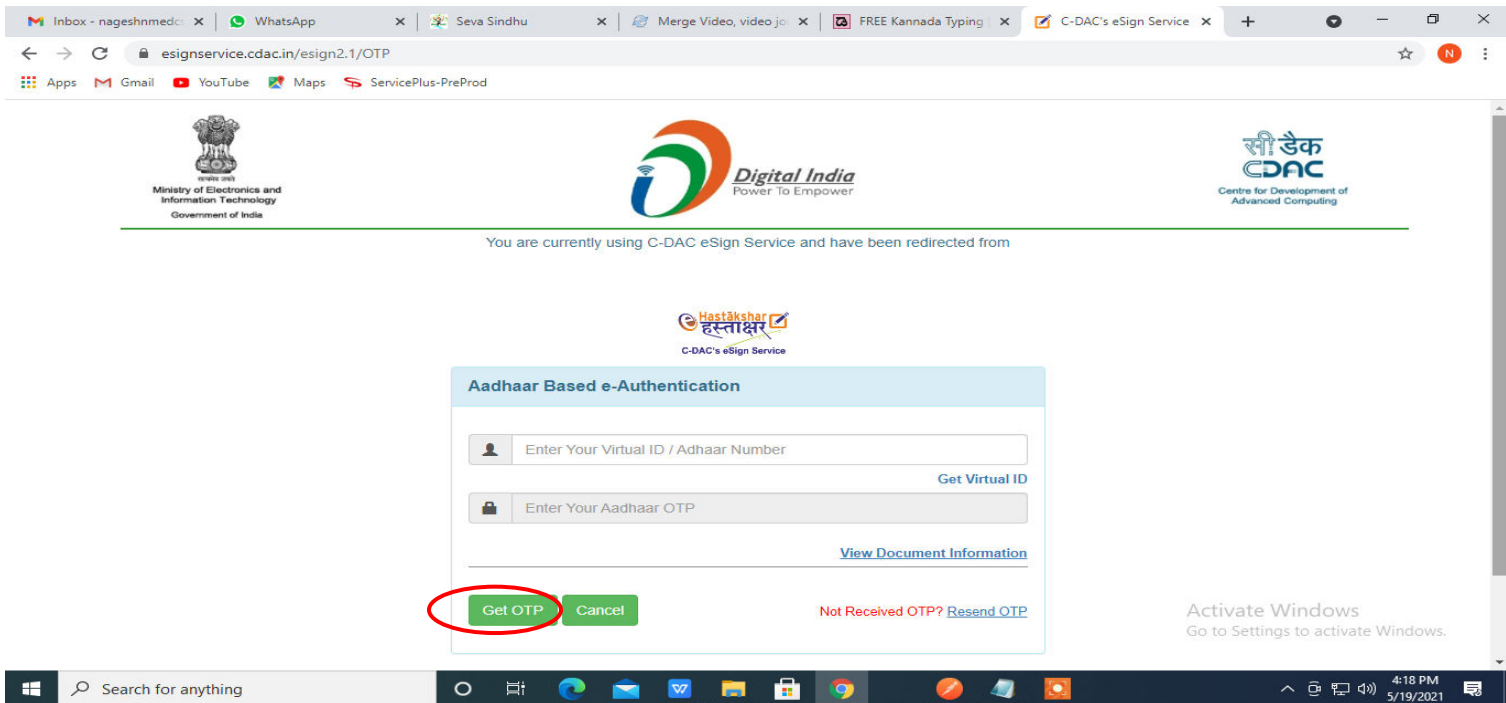 Inbox - nageshnmedc
WhatsApp
Seva Sindhu
Merge Video, video jo
FREE Kannada Typing
C-DAC's eSign Service
esignservice.cdac.in/esign2.1/OTP
N
Apps
Gmail
YouTube
Maps
ServicePlus-PreProd
सत्यमेव जयते
Ministry of Electronics and
Information Technology
Government of India
Digital India
Power To Empower
सी डैक
CDAC
Centre for Development of
Advanced Computing
You are currently using C-DAC eSign Service and have been redirected from
Hastākshar
हस्ताक्षर
C-DAC's eSign Service
Aadhaar Based e-Authentication
Enter Your Virtual ID / Adhaar Number
Get Virtual ID
Enter Your Aadhaar OTP
View Document Information
Get OTP
Cancel
Not Received OTP? Resend OTP
Activate Windows
Go to Settings to activate Windows.
Search for anything
4:18 PM
5/19/2021